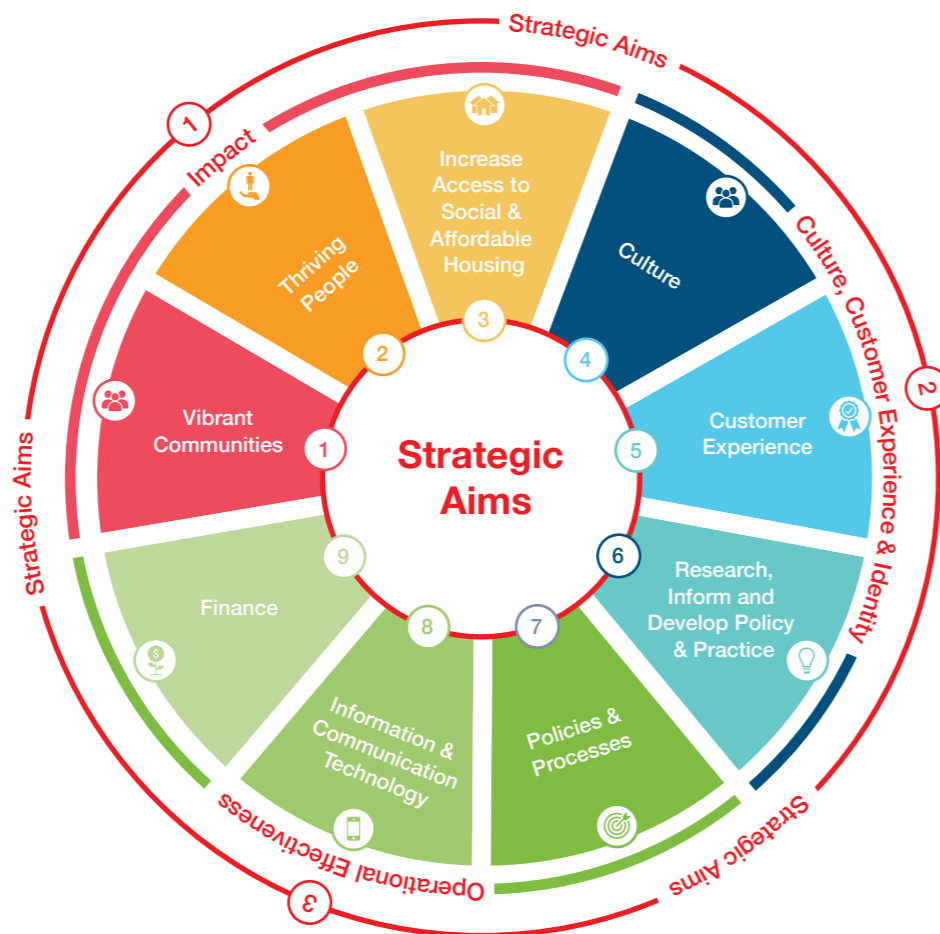 Strategic Aims
1
Impact
Strategic Aims
Culture, Customer Experience & Identity
2
Strategic Aims
Operational Effectiveness
3
Strategic Aims
Strategic
Aims
1
Vibrant
Communities
2
Thriving
People
3
Increase
Access to
Social &
Affordable
Housing
4
Culture
5
Customer
Experience
6
Research,
Inform and
Develop Policy
& Practice
7
Policies &
Processes
8
Information &
Communication
Technology
9
Finance
$